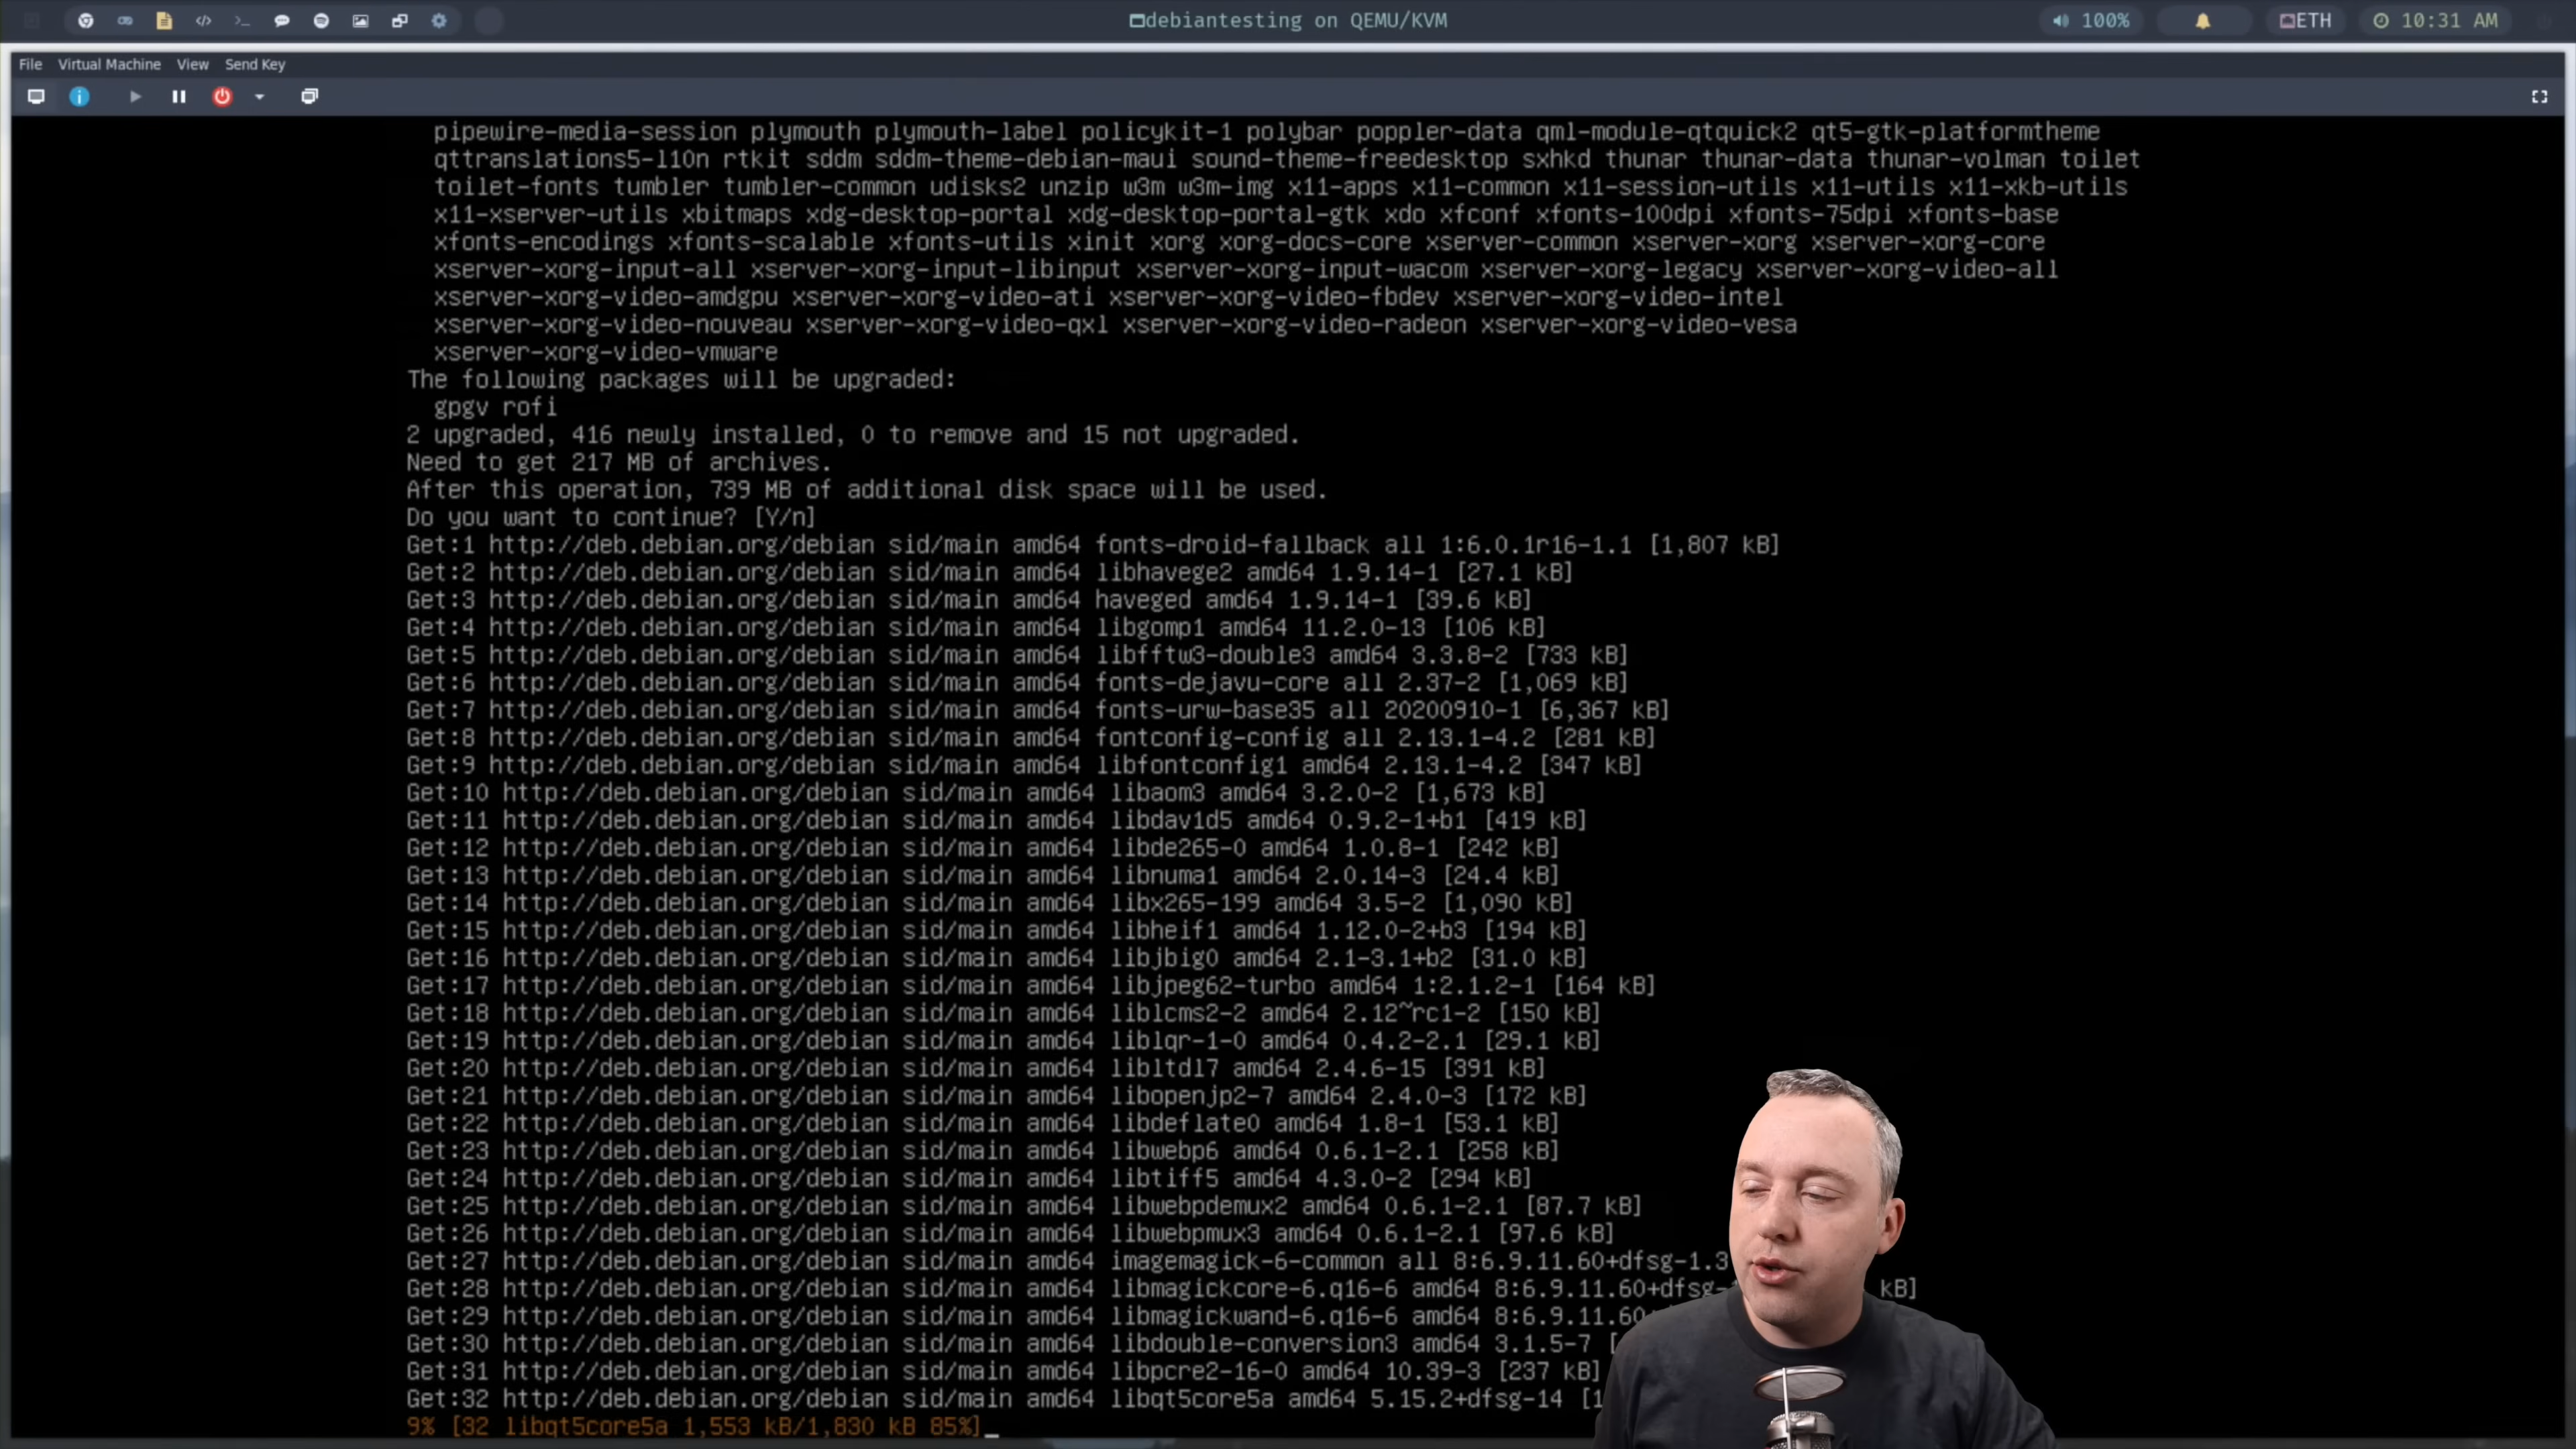 debiantesting on QEMU/KVM
100%
ETH
10:31 AM
File Virtual Machine View Send Key
pipewire-media-session plymouth plymouth-label policykit-1 polybar poppler-data qml-module-qtquick2 qt5-gtk-platformtheme
qttranslations5-l10n rtkit sddm sddm-theme-debian-maui sound-theme-freedesktop sxhkd thunar thunar-data thunar-volman toilet
toilet-fonts tumbler tumbler-common udisks2 unzip w3m w3m-img x11-apps x11-common x11-session-utils x11-utils x11-xkb-utils
x11-xserver-utils xbitmaps xdg-desktop-portal xdg-desktop-portal-gtk xdo xfconf xfonts-100dpi xfonts-75dpi xfonts-base
xfonts-encodings xfonts-scalable xfonts-utils xinit xorg xorg-docs-core xserver-common xserver-xorg xserver-xorg-core
xserver-xorg-input-all xserver-xorg-input-libinput xserver-xorg-input-wacom xserver-xorg-legacy xserver-xorg-video-all
xserver-xorg-video-amdgpu xserver-xorg-video-ati xserver-xorg-video-fbdev xserver-xorg-video-intel
xserver-xorg-video-nouveau xserver-xorg-video-qxl xserver-xorg-video-radeon xserver-xorg-video-vesa
xserver-xorg-video-vmware
The following packages will be upgraded:
gpgv rofi
2 upgraded, 416 newly installed, 0 to remove and 15 not upgraded.
Need to get 217 MB of archives.
After this operation, 739 MB of additional disk space will be used.
Do you want to continue? [Y/n]
Get:1 http://deb.debian.org/debian sid/main amd64 fonts-droid-fallback all 1:6.0.1r16-1.1 [1,807 kB]
Get:2 http://deb.debian.org/debian sid/main amd64 libhavege2 amd64 1.9.14-1 [27.1 kB]
Get:3 http://deb.debian.org/debian sid/main amd64 haveged amd64 1.9.14-1 [39.6 kB]
Get:4 http://deb.debian.org/debian sid/main amd64 libgomp1 amd64 11.2.0-13 [106 kB]
Get:5 http://deb.debian.org/debian sid/main amd64 libfftw3-double3 amd64 3.3.8-2 [733 kB]
Get:6 http://deb.debian.org/debian sid/main amd64 fonts-dejavu-core all 2.37-2 [1,069 kB]
Get:7 http://deb.debian.org/debian sid/main amd64 fonts-urw-base35 all 20200910-1 [6,367 kB]
Get:8 http://deb.debian.org/debian sid/main amd64 fontconfig-config all 2.13.1-4.2 [281 kB]
Get:9 http://deb.debian.org/debian sid/main amd64 libfontconfig1 amd64 2.13.1-4.2 [347 kB]
Get:10 http://deb.debian.org/debian sid/main amd64 libaom3 amd64 3.2.0-2 [1,673 kB]
Get:11 http://deb.debian.org/debian sid/main amd64 libdav1d5 amd64 0.9.2-1+b1 [419 kB]
Get:12 http://deb.debian.org/debian sid/main amd64 libde265-0 amd64 1.0.8-1 [242 kB]
Get:13 http://deb.debian.org/debian sid/main amd64 libnuma1 amd64 2.0.14-3 [24.4 kB]
Get:14 http://deb.debian.org/debian sid/main amd64 libx265-199 amd64 3.5-2 [1,090 kB]
Get:15 http://deb.debian.org/debian sid/main amd64 libheif1 amd64 1.12.0-2+b3 [194 kB]
Get:16 http://deb.debian.org/debian sid/main amd64 libjbig0 amd64 2.1-3.1+b2 [31.0 kB]
Get:17 http://deb.debian.org/debian sid/main amd64 libjpeg62-turbo amd64 1:2.1.2-1 [164 kB]
Get:18 http://deb.debian.org/debian sid/main amd64 liblcms2-2 amd64 2.12~rc1-2 [150 kB]
Get:19 http://deb.debian.org/debian sid/main amd64 liblqr-1-0 amd64 0.4.2-2.1 [29.1 kB]
Get:20 http://deb.debian.org/debian sid/main amd64 libltdl7 amd64 2.4.6-15 [391 kB]
Get:21 http://deb.debian.org/debian sid/main amd64 libopenjp2-7 amd64 2.4.0-3 [172 kB]
Get:22 http://deb.debian.org/debian sid/main amd64 libdeflate0 amd64 1.8-1 [53.1 kB]
Get:23 http://deb.debian.org/debian sid/main amd64 libwebp6 amd64 0.6.1-2.1 [258 kB]
Get:24 http://deb.debian.org/debian sid/main amd64 libtiff5 amd64 4.3.0-2 [294 kB]
Get:25 http://deb.debian.org/debian sid/main amd64 libwebpdemux2 amd64 0.6.1-2.1 [87.7 kB]
Get:26 http://deb.debian.org/debian sid/main amd64 libwebpmux3 amd64 0.6.1-2.1 [97.6 kB]
Get:27 http://deb.debian.org/debian sid/main amd64 imagemagick-6-common all 8:6.9.11.60+dfsg-1.3
Get:28 http://deb.debian.org/debian sid/main amd64 libmagickcore-6.q16-6 amd64 8:6.9.11.60+dfsg- kB]
Get:29 http://deb.debian.org/debian sid/main amd64 libmagickwand-6.q16-6 amd64 8:6.9.11.60
Get:30 http://deb.debian.org/debian sid/main amd64 libdouble-conversion3 amd64 3.1.5-7 [
Get:31 http://deb.debian.org/debian sid/main amd64 libpcre2-16-0 amd64 10.39-3 [237 kB]
Get:32 http://deb.debian.org/debian sid/main amd64 libqt5core5a amd64 5.15.2+dfsg-14 [1
9% [32 libqt5core5a 1,553 kB/1,830 kB 85%]